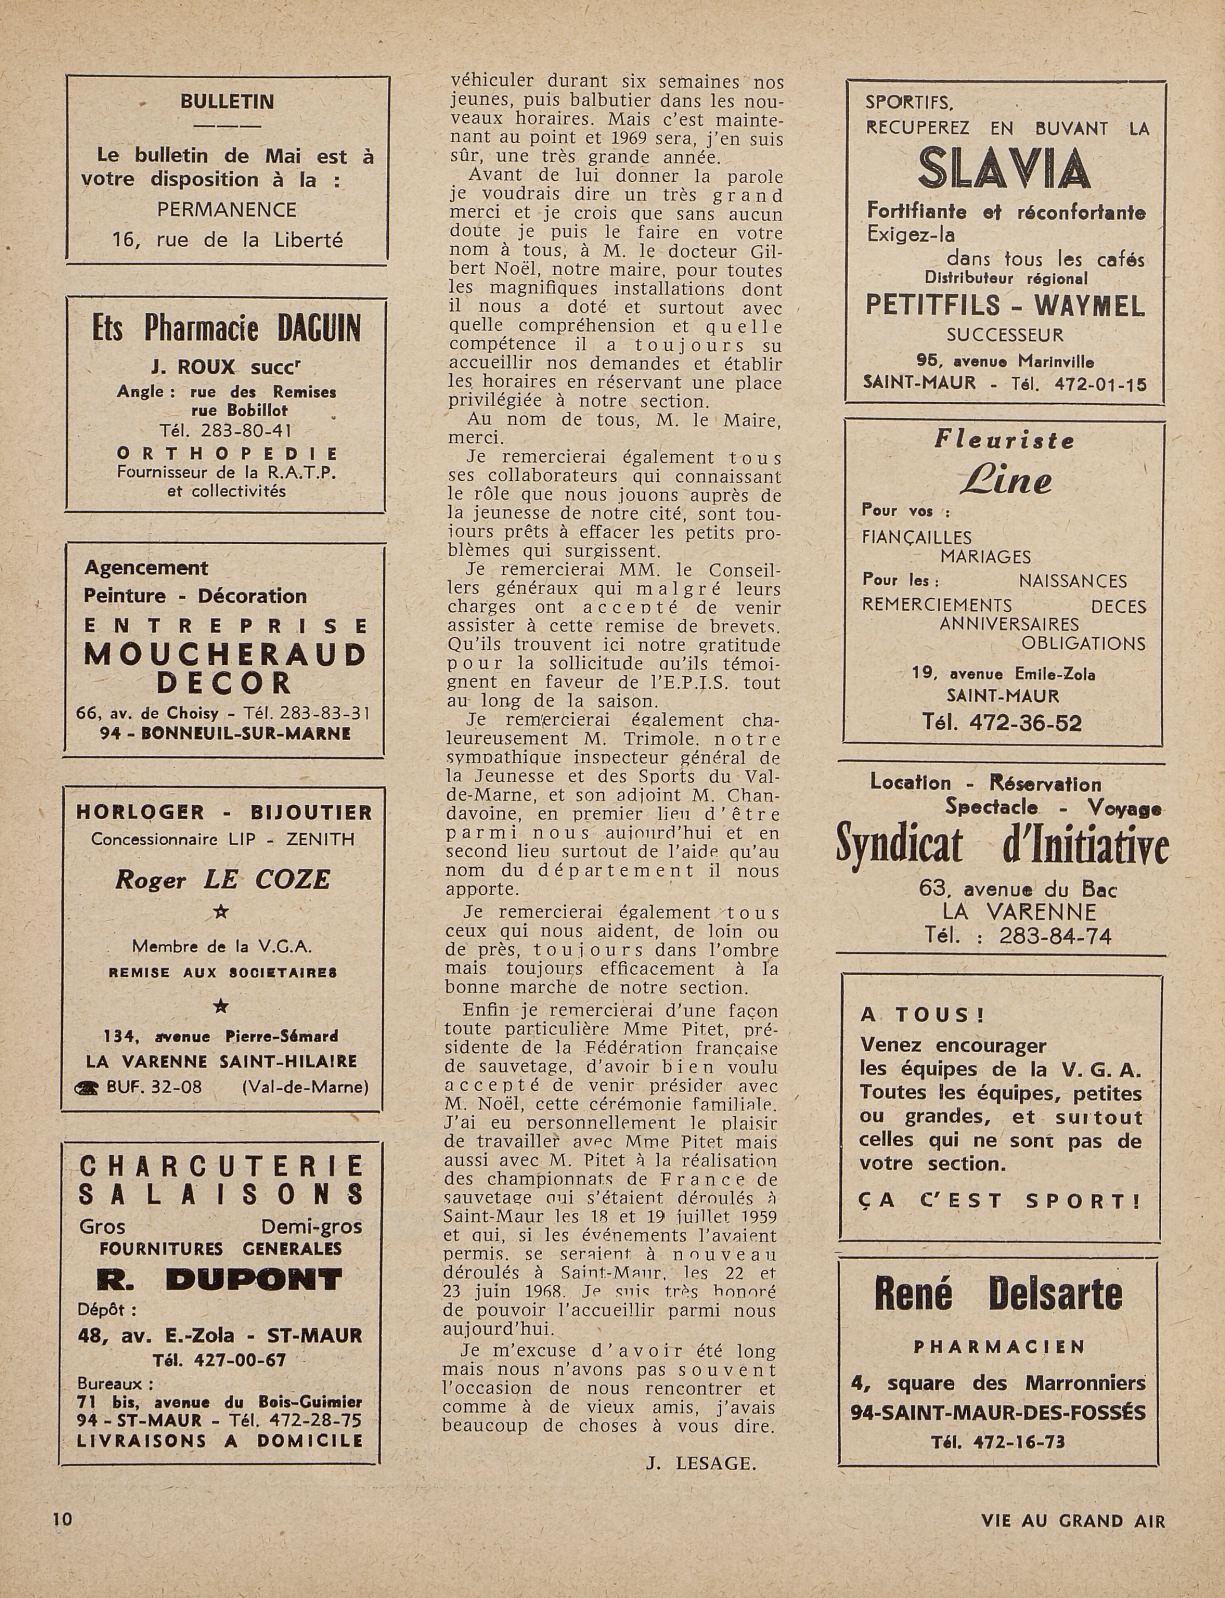 BULLETIN
Le bulletin de Mai est à
votre disposition à la :
PERMANENCE
16, rue de la Liberté
Ets Pharmacie DAGUIN
J. ROUX succr
Angle : rue des Remises
rue Bobillot
Tél. 283-80-41
ORTHOPEDIE
Fournisseur de la R.A.T.P.
et collectivités
Agencement
Peinture - Décoration
ENTREPRISE
MOUCHERAUD
DECOR
66, av. de Choisy - Tél. 283-83-31
94 - BONNEUIL-SUR-MARNE
HORLOGER - BIJOUTIER
Concessionnaire LIP - ZENITH
Roger LE COZE
☆
Membre de la V.G.A.
REMISE AUX SOCIETAIRES
★
134, avenue Pierre-Sémard
LA VARENNE SAINT-HILAIRE
☎ BUF. 32-08 (Val-de-Marne)
CHARCUTERIE
SALAISONS
Gros Demi-gros
FOURNITURES GENERALES
R. DUPONT
Dépôt :
48, av. E.-Zola - ST-MAUR
Tél. 427-00-67
Bureaux :
71 bis, avenue du Bois-Guimier
94 - ST-MAUR - Tél. 472-28-75
LIVRAISONS A DOMICILE
véhiculer durant six semaines nos
jeunes, puis balbutier dans les nou-
veaux horaires. Mais c'est mainte-
nant au point et 1969 sera, j'en suis
sûr, une très grande année.
Avant de lui donner la parole
je voudrais dire un très grand
merci et je crois que sans aucun
doute je puis le faire en votre
nom à tous, à M. le docteur Gil-
bert Noël, notre maire, pour toutes
les magnifiques installations dont
il nous a doté et surtout avec
quelle compréhension et quelle
compétence il a toujours su
accueillir nos demandes et établir
les horaires en réservant une place
privilégiée à notre section.
Au nom de tous, M. le Maire,
merci.
Je remercierai également tous
ses collaborateurs qui connaissant
le rôle que nous jouons auprès de
la jeunesse de notre cité, sont tou-
jours prêts à effacer les petits pro-
blèmes qui surgissent.
Je remercierai MM. le Conseil-
lers généraux qui malgré leurs
charges ont accepté de venir
assister à cette remise de brevets.
Qu'ils trouvent ici notre gratitude
pour la sollicitude qu'ils témoi-
gnent en faveur de l'E.P.I.S. tout
au long de la saison.
Je remercierai également cha-
leureusement M. Trimole, notre
sympathique inspecteur général de
la Jeunesse et des Sports du Val-
de-Marne, et son adjoint M. Chan-
davoine, en premier lieu d'être
parmi nous aujourd'hui et en
second lieu surtout de l'aide qu'au
nom du département il nous
apporte.
Je remercierai également tous
ceux qui nous aident, de loin ou
de près, toujours dans l'ombre
mais toujours efficacement à la
bonne marche de notre section.
Enfin je remercierai d'une façon
toute particulière Mme Pitet, pré-
sidente de la Fédération française
de sauvetage, d'avoir bien voulu
accepté de venir présider avec
M. Noël, cette cérémonie familiale.
J'ai eu personnellement le plaisir
de travailler avec Mme Pitet mais
aussi avec M. Pitet à la réalisation
des championnats de France de
sauvetage qui s'étaient déroulés à
Saint-Maur les 18 et 19 juillet 1959
et qui, si les événements l'avaient
permis, se seraient à nouveau
déroulés à Saint-Maur, les 22 et
23 juin 1968. Je suis très honoré
de pouvoir l'accueillir parmi nous
aujourd'hui.
Je m'excuse d'avoir été long
mais nous n'avons pas souvent
l'occasion de nous rencontrer et
comme à de vieux amis, j'avais
beaucoup de choses à vous dire.
J. LESAGE.
SPORTIFS,
RECUPEREZ EN BUVANT LA
SLAVIA
Fortifiante et réconfortante
Exigez-la
dans tous les cafés
Distributeur régional
PETITFILS - WAYMEL
SUCCESSEUR
95, avenue Marinville
SAINT-MAUR - Tél. 472-01-15
Fleuriste
Line
Pour vos :
FIANÇAILLES
MARIAGES
Pour les : NAISSANCES
REMERCIEMENTS DECES
ANNIVERSAIRES
OBLIGATIONS
19, avenue Emile-Zola
SAINT-MAUR
Tél. 472-36-52
Location - Réservation
Spectacle - Voyage
Syndicat d'Initiative
63, avenue du Bac
LA VARENNE
Tél. : 283-84-74
A TOUS!
Venez encourager
les équipes de la V. G. A.
Toutes les équipes, petites
ou grandes, et surtout
celles qui ne sont pas de
votre section.
ÇA C'EST SPORT!
René Delsarte
PHARMACIEN
4, square des Marronniers
94-SAINT-MAUR-DES-FOSSÉS
Tél. 472-16-73
10
VIE AU GRAND AIR